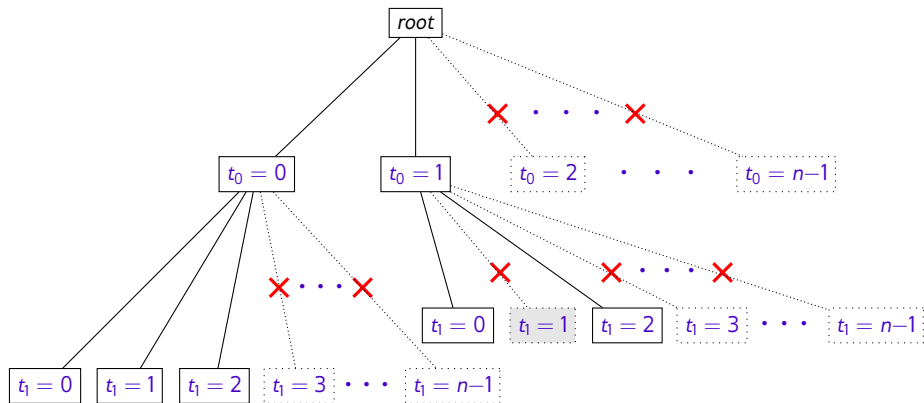 root
t₀ = 0
t₀ = 1
t₀ = 2
· · ·
t₀ = n−1
t₁ = 0
t₁ = 1
t₁ = 2
t₁ = 3
· · ·
t₁ = n−1
t₁ = 0
t₁ = 1
t₁ = 2
t₁ = 3
· · ·
t₁ = n−1